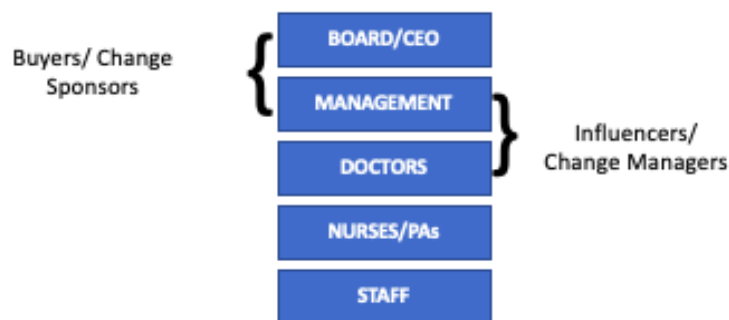 BOARD/CEO
Buyers/ Change
Sponsors
MANAGEMENT
Influencers/
Change Managers
DOCTORS
NURSES/PAs
STAFF